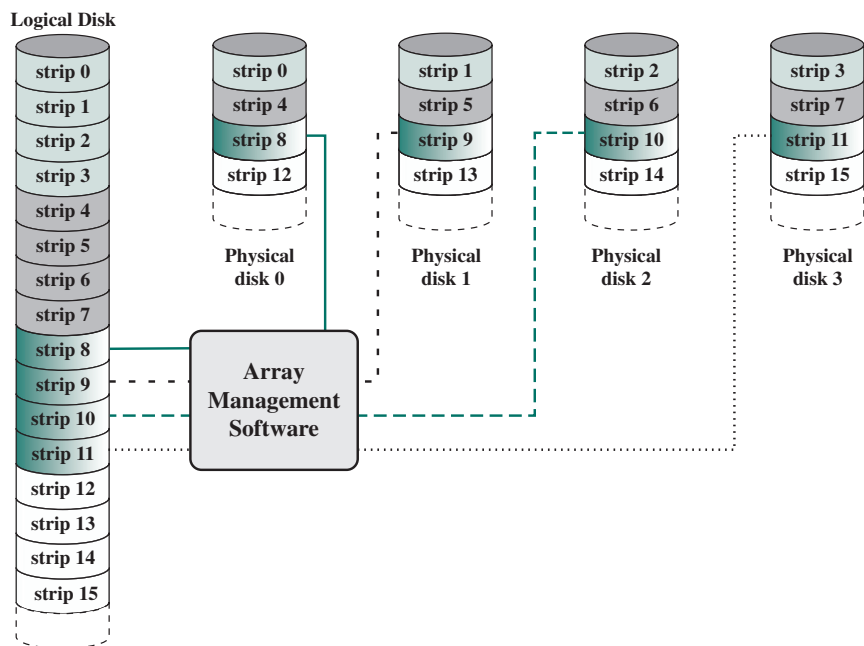 Logical Disk
strip 0
strip 1
strip 2
strip 3
strip 4
strip 5
strip 6
strip 7
strip 8
strip 9
strip 10
strip 11
strip 12
strip 13
strip 14
strip 15
strip 0
strip 4
strip 8
strip 12
Physical
disk 0
strip 1
strip 5
strip 9
strip 13
Physical
disk 1
strip 2
strip 6
strip 10
strip 14
Physical
disk 2
strip 3
strip 7
strip 11
strip 15
Physical
disk 3
Array
Management
Software